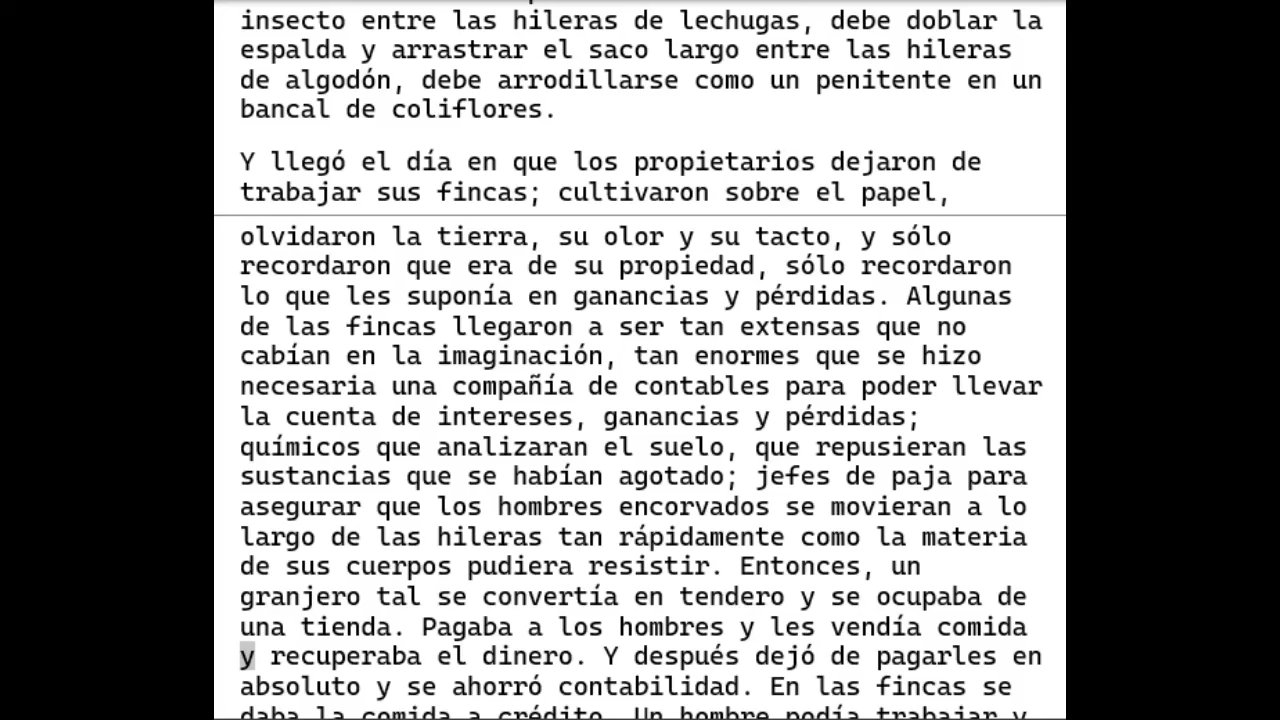 insecto entre las hileras de lechugas, debe doblar la
espalda y arrastrar el saco largo entre las hileras
de algodón, debe arrodillarse como un penitente en un
bancal de coliflores.
Y llegó el día en que los propietarios dejaron de
trabajar sus fincas; cultivaron sobre el papel,
olvidaron la tierra, su olor y su tacto, y sólo
recordaron que era de su propiedad, sólo recordaron
lo que les suponía en ganancias y pérdidas. Algunas
de las fincas llegaron a ser tan extensas que no
cabían en la imaginación, tan enormes que se hizo
necesaria una compañía de contables para poder llevar
la cuenta de intereses, ganancias y pérdidas;
químicos que analizaran el suelo, que repusieran las
sustancias que se habían agotado; jefes de paja para
asegurar que los hombres encorvados se movieran a lo
largo de las hileras tan rápidamente como la materia
de sus cuerpos pudiera resistir. Entonces, un
granjero tal se convertía en tendero y se ocupaba de
una tienda. Pagaba a los hombres y les vendía comida
y recuperaba el dinero. Y después dejó de pagarles en
absoluto y se ahorró contabilidad. En las fincas se
daba la comida a crédito. Un hombre podía trabajar y